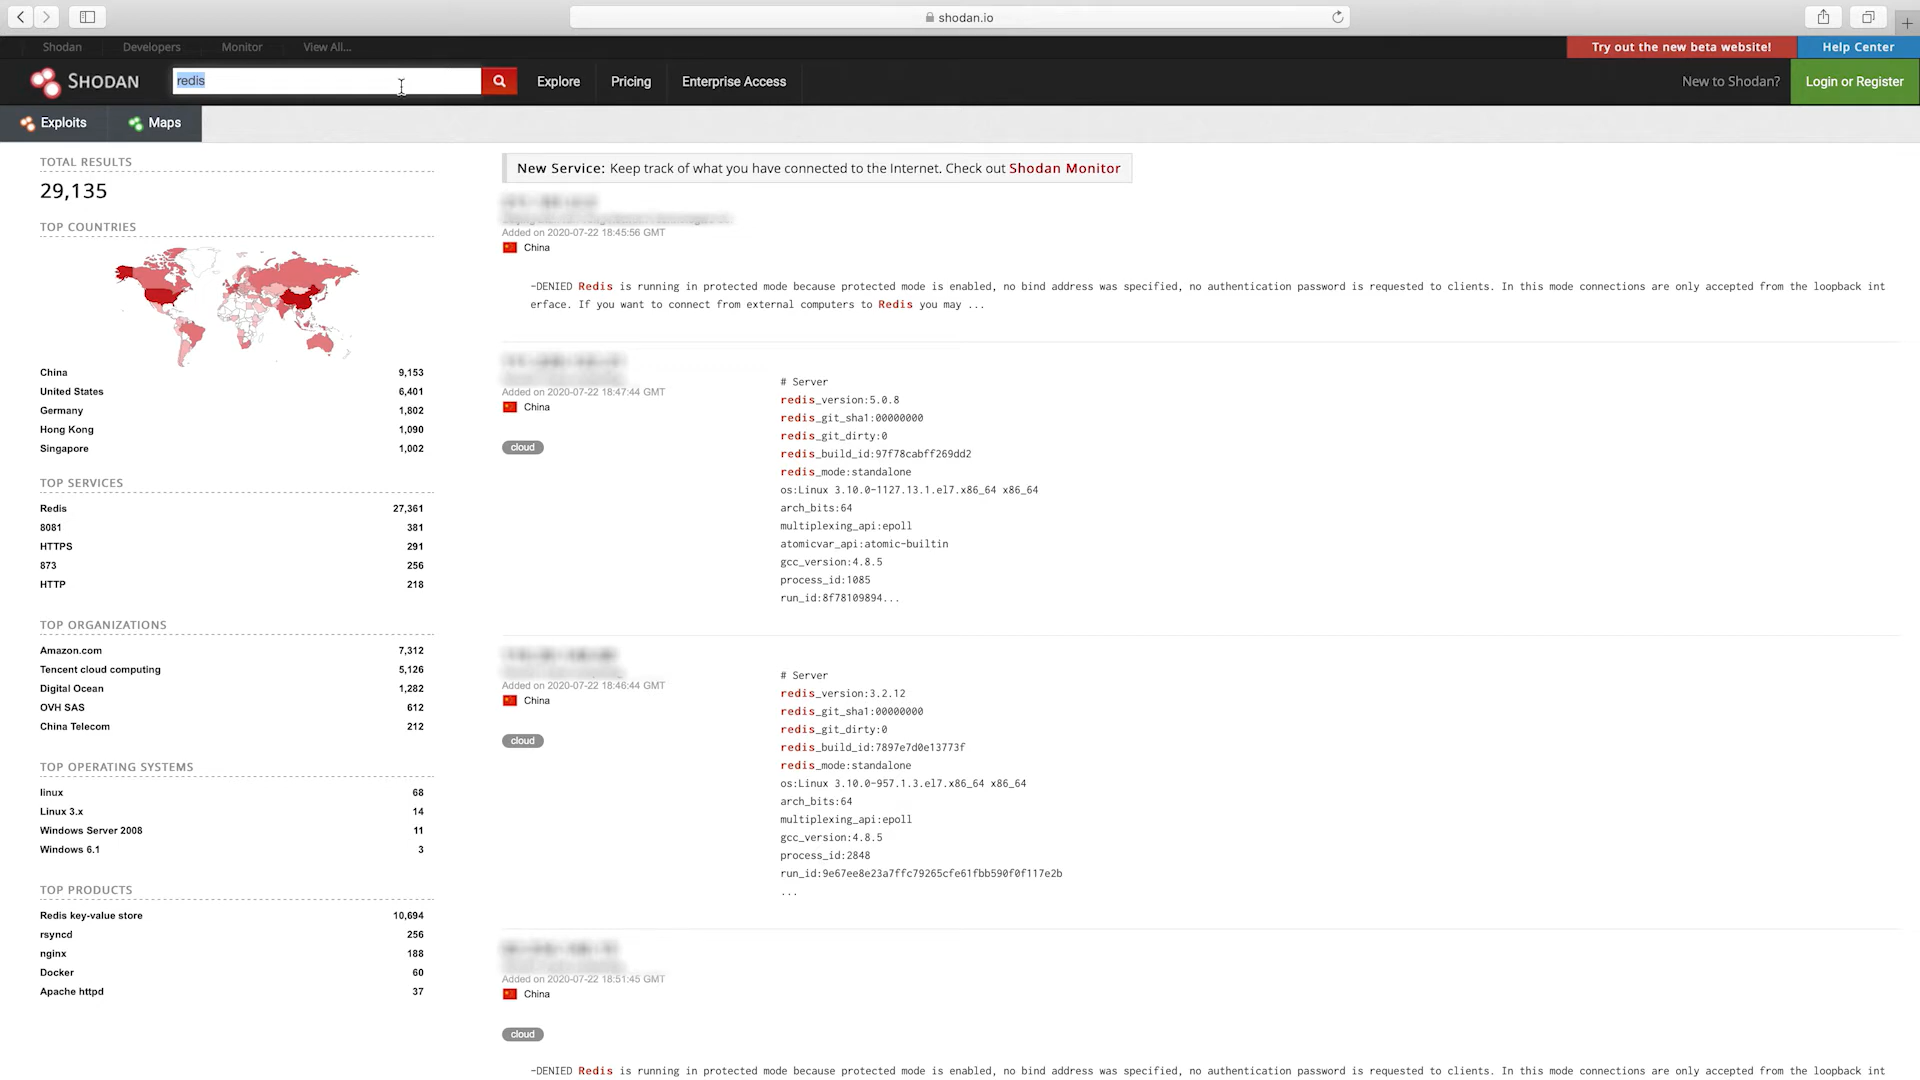 shodan.io
Shodan Developers Monitor View All...
Try out the new beta website! Help Center
SHODAN redis Explore Pricing Enterprise Access New to Shodan? Login or Register
Exploits Maps
TOTAL RESULTS
29,135
TOP COUNTRIES
China 9,153
United States 6,401
Germany 1,802
Hong Kong 1,090
Singapore 1,002
TOP SERVICES
Redis 27,361
8081 381
HTTPS 291
873 256
HTTP 218
TOP ORGANIZATIONS
Amazon.com 7,312
Tencent cloud computing 5,126
Digital Ocean 1,282
OVH SAS 612
China Telecom 212
TOP OPERATING SYSTEMS
linux 68
Linux 3.x 14
Windows Server 2008 11
Windows 6.1 3
TOP PRODUCTS
Redis key-value store 10,694
rsyncd 256
nginx 188
Docker 60
Apache httpd 37
New Service: Keep track of what you have connected to the Internet. Check out Shodan Monitor
Added on 2020-07-22 18:45:56 GMT
China
-DENIED Redis is running in protected mode because protected mode is enabled, no bind address was specified, no authentication password is requested to clients. In this mode connections are only accepted from the loopback int
erface. If you want to connect from external computers to Redis you may ...
Added on 2020-07-22 18:47:44 GMT
China
cloud
# Server
redis_version:5.0.8
redis_git_sha1:00000000
redis_git_dirty:0
redis_build_id:97f78cabff269dd2
redis_mode:standalone
os:Linux 3.10.0-1127.13.1.el7.x86_64 x86_64
arch_bits:64
multiplexing_api:epoll
atomicvar_api:atomic-builtin
gcc_version:4.8.5
process_id:1085
run_id:8f78109894...
Added on 2020-07-22 18:46:44 GMT
China
cloud
# Server
redis_version:3.2.12
redis_git_sha1:00000000
redis_git_dirty:0
redis_build_id:7897e7d0e13773f
redis_mode:standalone
os:Linux 3.10.0-957.1.3.el7.x86_64 x86_64
arch_bits:64
multiplexing_api:epoll
gcc_version:4.8.5
process_id:2848
run_id:9e67ee8e23a7ffc79265cfe61fbb590f0f117e2b
...
Added on 2020-07-22 18:51:45 GMT
China
cloud
-DENIED Redis is running in protected mode because protected mode is enabled, no bind address was specified, no authentication password is requested to clients. In this mode connections are only accepted from the loopback int